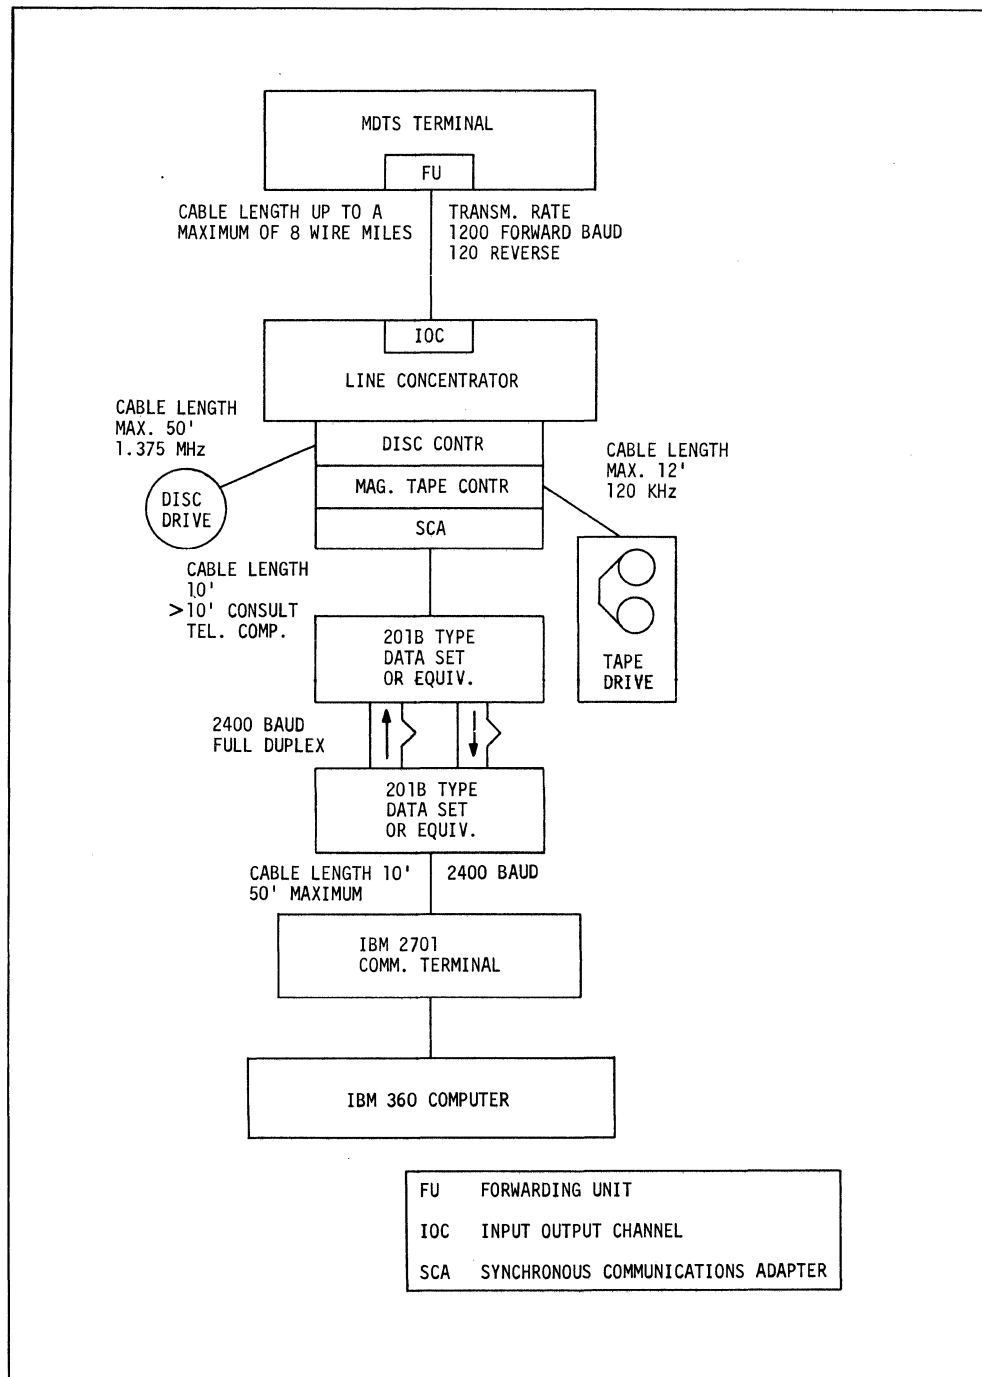 MDTS TERMINAL
FU
CABLE LENGTH UP TO A
MAXIMUM OF 8 WIRE MILES
TRANSM. RATE
1200 FORWARD BAUD
120 REVERSE
IOC
LINE CONCENTRATOR
CABLE LENGTH
MAX. 50'
1.375 MHz
DISC
DRIVE
DISC CONTR
MAG. TAPE CONTR
SCA
CABLE LENGTH
MAX. 12'
120 KHz
TAPE
DRIVE
CABLE LENGTH
10'
>10' CONSULT
TEL. COMP.
201B TYPE
DATA SET
OR EQUIV.
2400 BAUD
FULL DUPLEX
201B TYPE
DATA SET
OR EQUIV.
CABLE LENGTH 10'
50' MAXIMUM
2400 BAUD
IBM 2701
COMM. TERMINAL
IBM 360 COMPUTER
FU FORWARDING UNIT
IOC INPUT OUTPUT CHANNEL
SCA SYNCHRONOUS COMMUNICATIONS ADAPTER